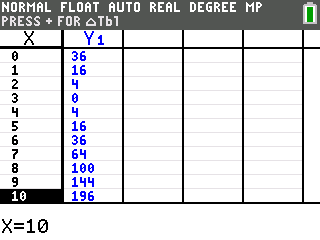 NORMAL FLOAT AUTO REAL DEGREE MP
PRESS + FOR △Tbl
X Y₁
0 36
1 16
2 4
3 0
4 4
5 16
6 36
7 64
8 100
9 144
10 196
X=10